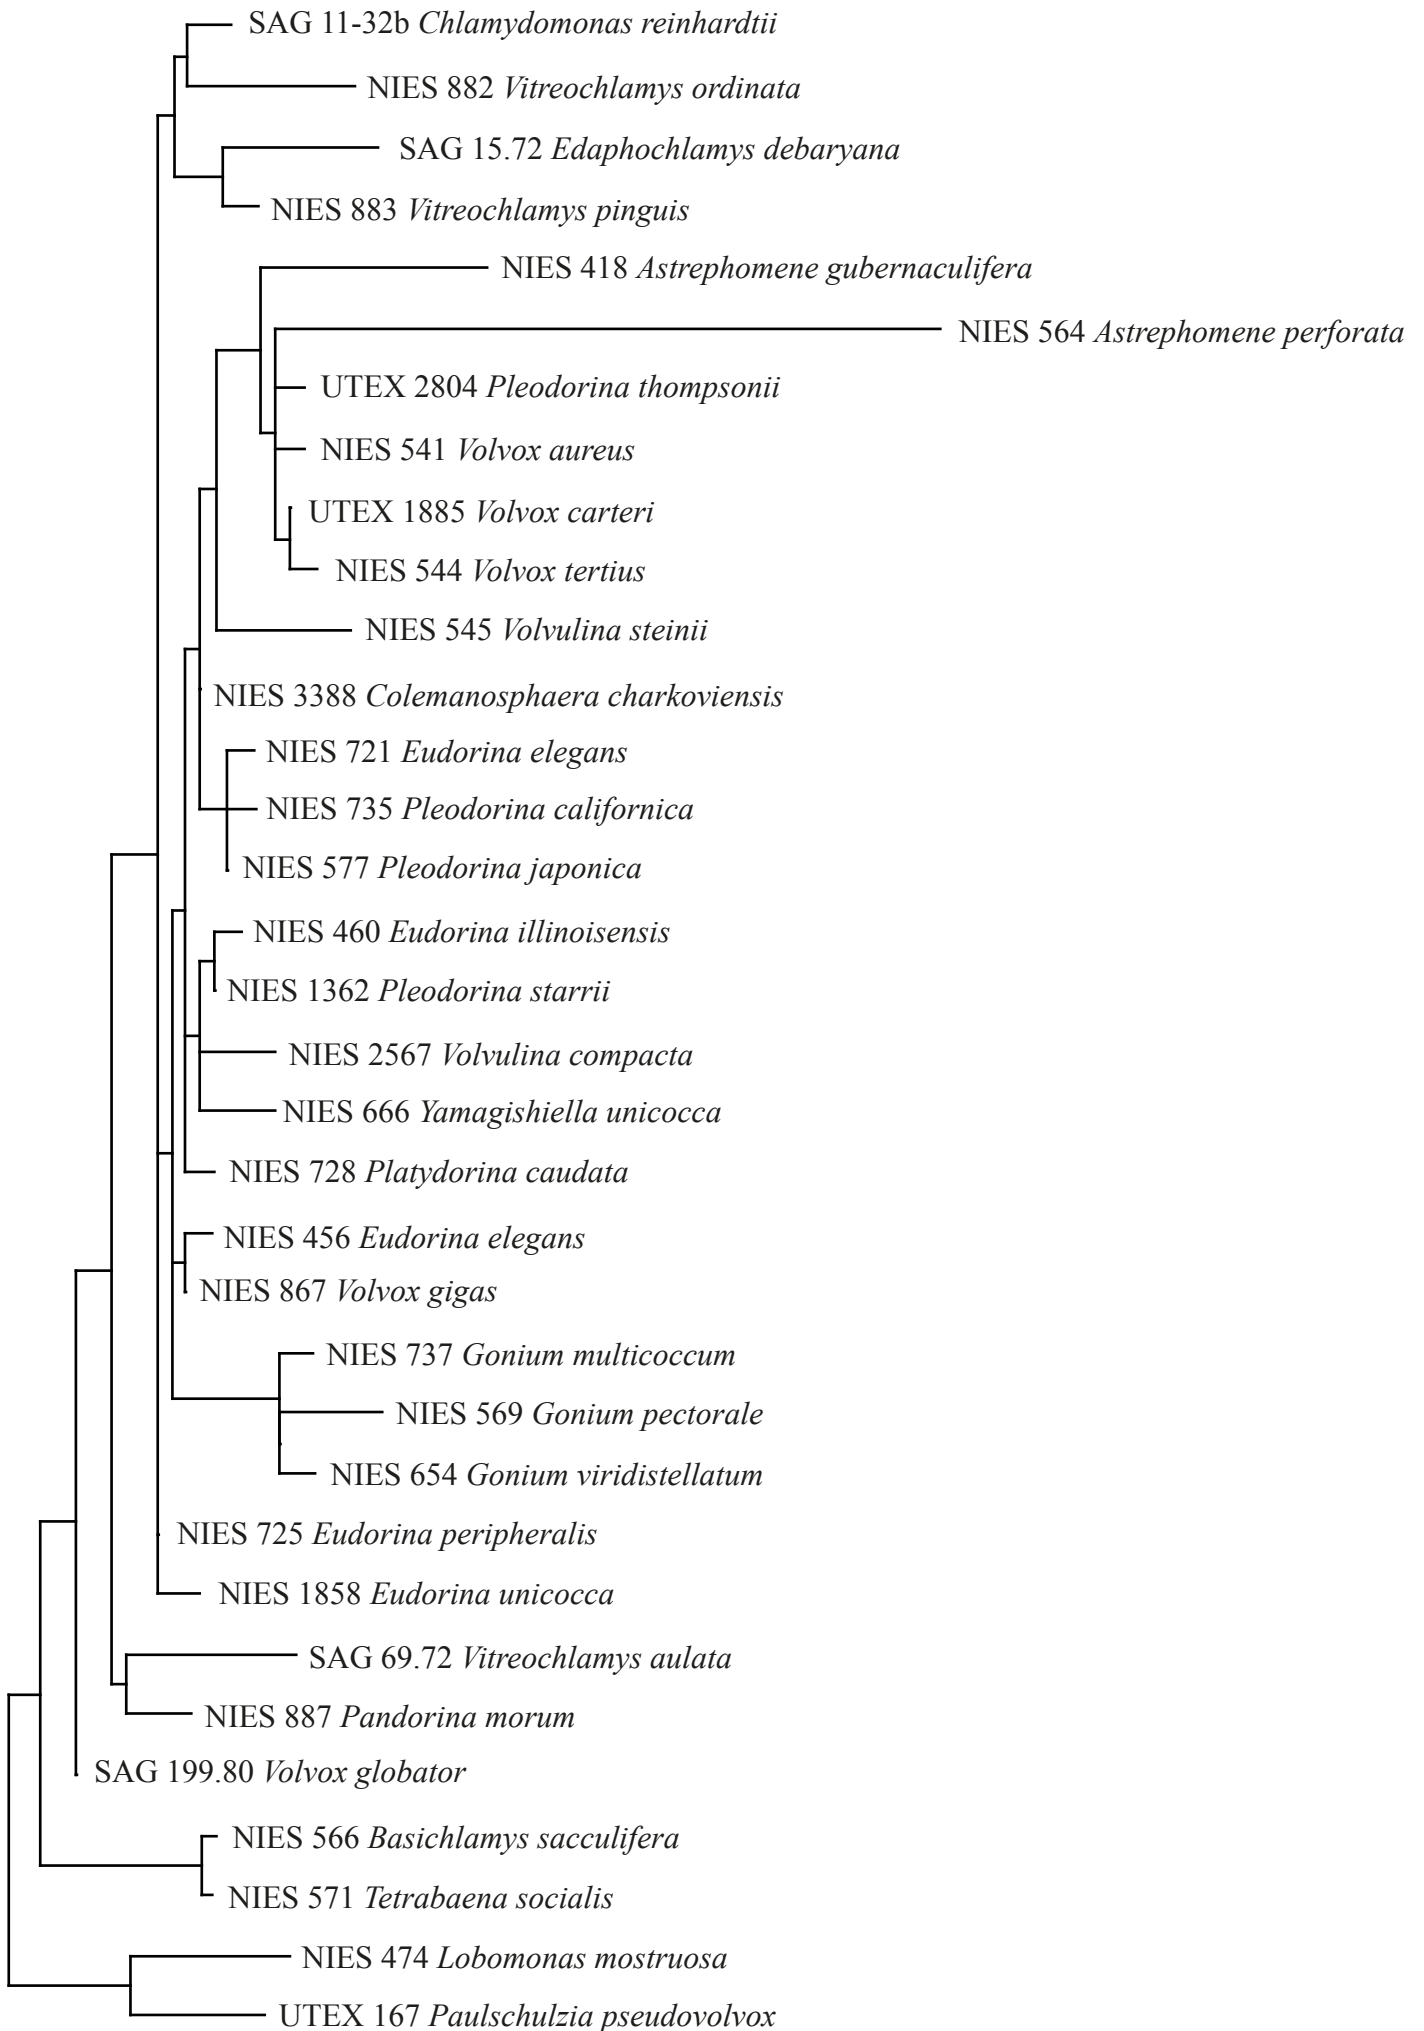 SAG 11-32b Chlamydomonas reinhardtii
NIES 882 Vitreochlamys ordinata
SAG 15.72 Edaphochlamys debaryana
NIES 883 Vitreochlamys pinguis
NIES 418 Astrephomene gubernaculifera
NIES 564 Astrephomene perforata
UTEX 2804 Pleodorina thompsonii
NIES 541 Volvox aureus
UTEX 1885 Volvox carteri
NIES 544 Volvox tertius
NIES 545 Volvulina steinii
NIES 3388 Colemanosphaera charkoviensis
NIES 721 Eudorina elegans
NIES 735 Pleodorina californica
NIES 577 Pleodorina japonica
NIES 460 Eudorina illinoisensis
NIES 1362 Pleodorina starrii
NIES 2567 Volvulina compacta
NIES 666 Yamagishiella unicocca
NIES 728 Platydorina caudata
NIES 456 Eudorina elegans
NIES 867 Volvox gigas
NIES 737 Gonium multicoccum
NIES 569 Gonium pectorale
NIES 654 Gonium viridistellatum
NIES 725 Eudorina peripheralis
NIES 1858 Eudorina unicocca
SAG 69.72 Vitreochlamys aulata
NIES 887 Pandorina morum
SAG 199.80 Volvox globator
NIES 566 Basichlamys sacculifera
NIES 571 Tetrabaena socialis
NIES 474 Lobomonas mostruosa
UTEX 167 Paulschulzia pseudovolvox